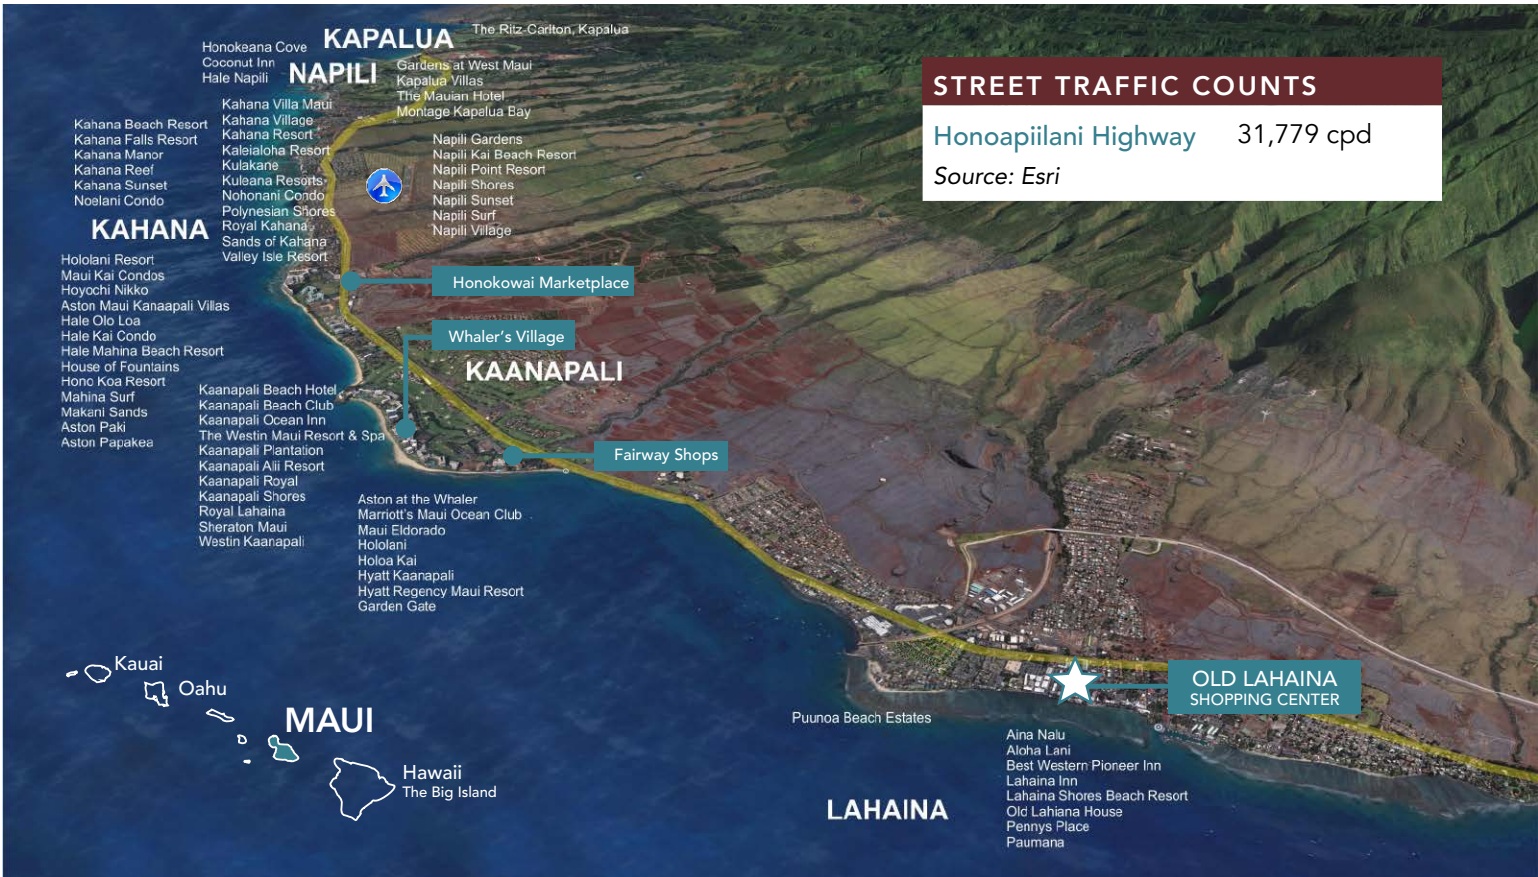 KAPALUA
The Ritz-Carlton, Kapalua
Honokeana Cove
Coconut Inn
Hale Napili
NAPILI
Gardens at West Maui
Kapalua Villas
The Mauian Hotel
Montage Kapalua Bay
STREET TRAFFIC COUNTS
Honoapiilani Highway 31,779 cpd
Source: Esri
Kahana Beach Resort
Kahana Falls Resort
Kahana Manor
Kahana Reef
Kahana Sunset
Noelani Condo
Kahana Villa Maui
Kahana Village
Kahana Resort
Kaleialoha Resort
Kulakane
Kuleana Resorts
Nohonani Condo
Polynesian Shores
Royal Kahana
Sands of Kahana
Valley Isle Resort
Napili Gardens
Napili Kai Beach Resort
Napili Point Resort
Napili Shores
Napili Sunset
Napili Surf
Napili Village
KAHANA
Hololani Resort
Maui Kai Condos
Hoyochi Nikko
Aston Maui Kanaapali Villas
Hale Olo Loa
Hale Kai Condo
Hale Mahina Beach Resort
House of Fountains
Hono Koa Resort
Mahina Surf
Makani Sands
Aston Paki
Aston Papakea
Honokowai Marketplace
Whaler's Village
KAANAPALI
Kaanapali Beach Hotel
Kaanapali Beach Club
Kaanapali Ocean Inn
The Westin Maui Resort & Spa
Kaanapali Plantation
Kaanapali Alii Resort
Kaanapali Royal
Kaanapali Shores
Royal Lahaina
Sheraton Maui
Westin Kaanapali
Fairway Shops
Aston at the Whaler
Marriott's Maui Ocean Club
Maui Eldorado
Hololani
Holoa Kai
Hyatt Kaanapali
Hyatt Regency Maui Resort
Garden Gate
Kauai
Oahu
MAUI
Hawaii
The Big Island
OLD LAHAINA
SHOPPING CENTER
Puunoa Beach Estates
LAHAINA
Aina Nalu
Aloha Lani
Best Western Pioneer Inn
Lahaina Inn
Lahaina Shores Beach Resort
Old Lahiana House
Pennys Place
Paumana